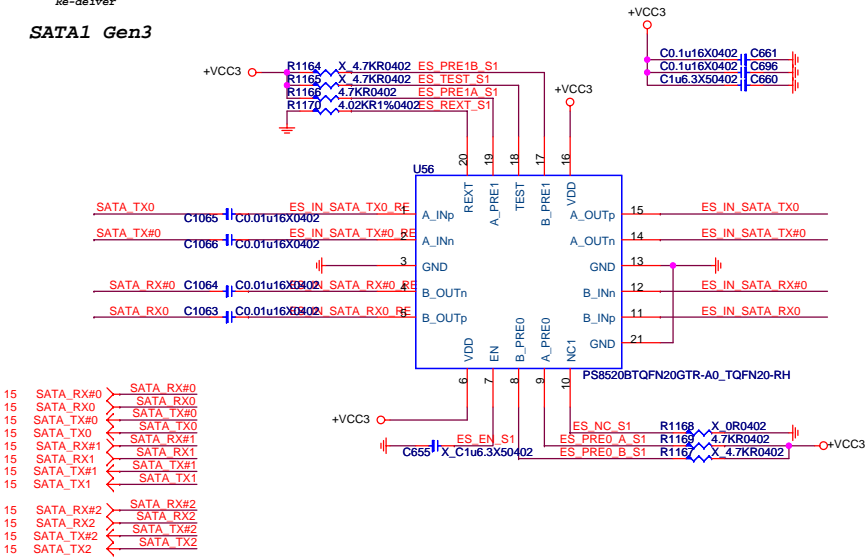 Re-deiver
SATA1 Gen3
+VCC3
R1164 X_4.7KR0402 ES_PRE1B_S1
R1165 X_4.7KR0402 ES_TEST_S1
R1166 4.7KR0402 ES_PRE1A_S1
R1170 4.02KR1%0402 ES_REXT_S1
+VCC3
+VCC3
C0.1u16X0402 C661
C0.1u16X0402 C696
C1u6.3X50402 C660
U56
20 19 18 17 16
REXT A_PRE1 TEST B_PRE1 VDD
SATA_TX0 C1065 C0.01u16X0402 ES_IN_SATA_TX0_RE 1 A_INp A_OUTp 15 ES_IN_SATA_TX0
SATA_TX#0 C1066 C0.01u16X0402 ES_IN_SATA_TX#0_RE 2 A_INn A_OUTn 14 ES_IN_SATA_TX#0
3 GND GND 13
SATA_RX#0 C1064 C0.01u16X0402 ES_IN_SATA_RX#0_RE 4 B_OUTn B_INn 12 ES_IN_SATA_RX#0
SATA_RX0 C1063 C0.01u16X0402 ES_IN_SATA_RX0_RE 5 B_OUTp B_INp 11 ES_IN_SATA_RX0
GND 21
VDD EN B_PRE0 A_PRE0 NC1
6 7 8 9 10
PS8520BTQFN20GTR-A0_TQFN20-RH
+VCC3
C655 X_C1u6.3X50402 ES_EN_S1
ES_NC_S1 R1168 X_0R0402
ES_PRE0_A_S1 R1169 4.7KR0402
ES_PRE0_B_S1 R1167 X_4.7KR0402
+VCC3
15 SATA_RX#0 SATA_RX#0
15 SATA_RX0 SATA_RX0
15 SATA_TX#0 SATA_TX#0
15 SATA_TX0 SATA_TX0
15 SATA_RX#1 SATA_RX#1
15 SATA_RX1 SATA_RX1
15 SATA_TX#1 SATA_TX#1
15 SATA_TX1 SATA_TX1
15 SATA_RX#2 SATA_RX#2
15 SATA_RX2 SATA_RX2
15 SATA_TX#2 SATA_TX#2
15 SATA_TX2 SATA_TX2